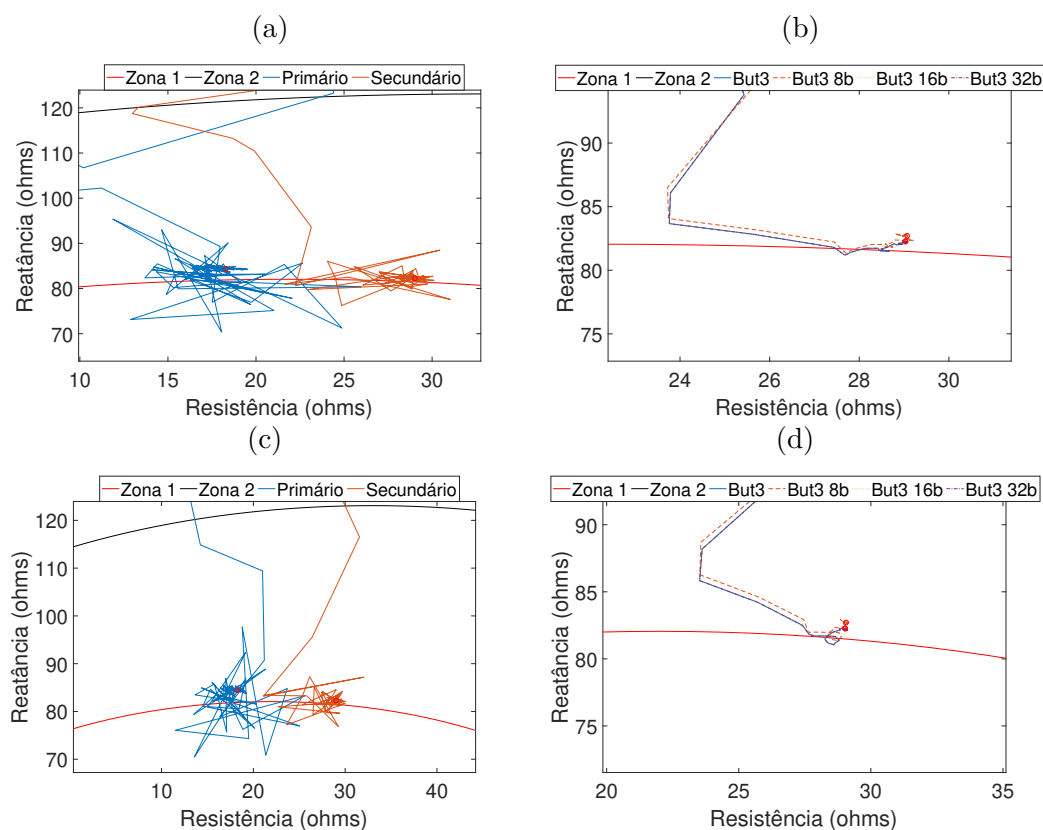 (a)
Zona 1 Zona 2 Primário Secundário
120
110
100
90
80
70
10 15 20 25 30
Reatância (ohms)
Resistência (ohms)
(b)
Zona 1 Zona 2 But3 But3 8b But3 16b But3 32b
90
85
80
75
24 26 28 30
Reatância (ohms)
Resistência (ohms)
(c)
Zona 1 Zona 2 Primário Secundário
120
110
100
90
80
70
10 20 30 40
Reatância (ohms)
Resistência (ohms)
(d)
Zona 1 Zona 2 But3 But3 8b But3 16b But3 32b
90
85
80
75
20 25 30 35
Reatância (ohms)
Resistência (ohms)